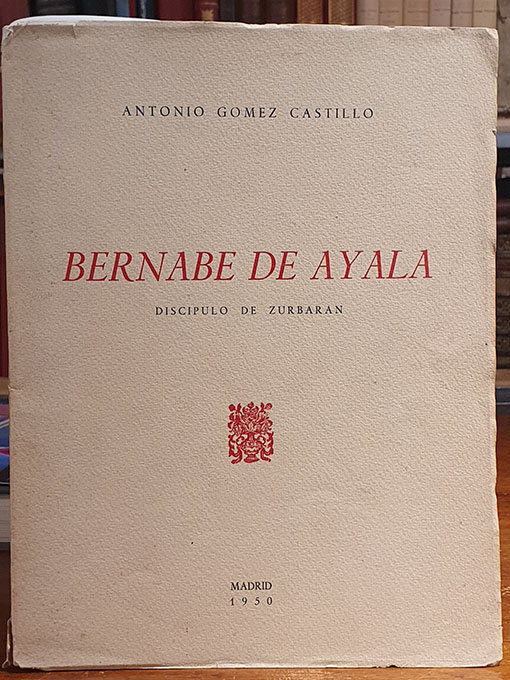 ANTONIO GOMEZ CASTILLO
BERNABE DE AYALA
DISCIPULO DE ZURBARAN
MADRID
1950